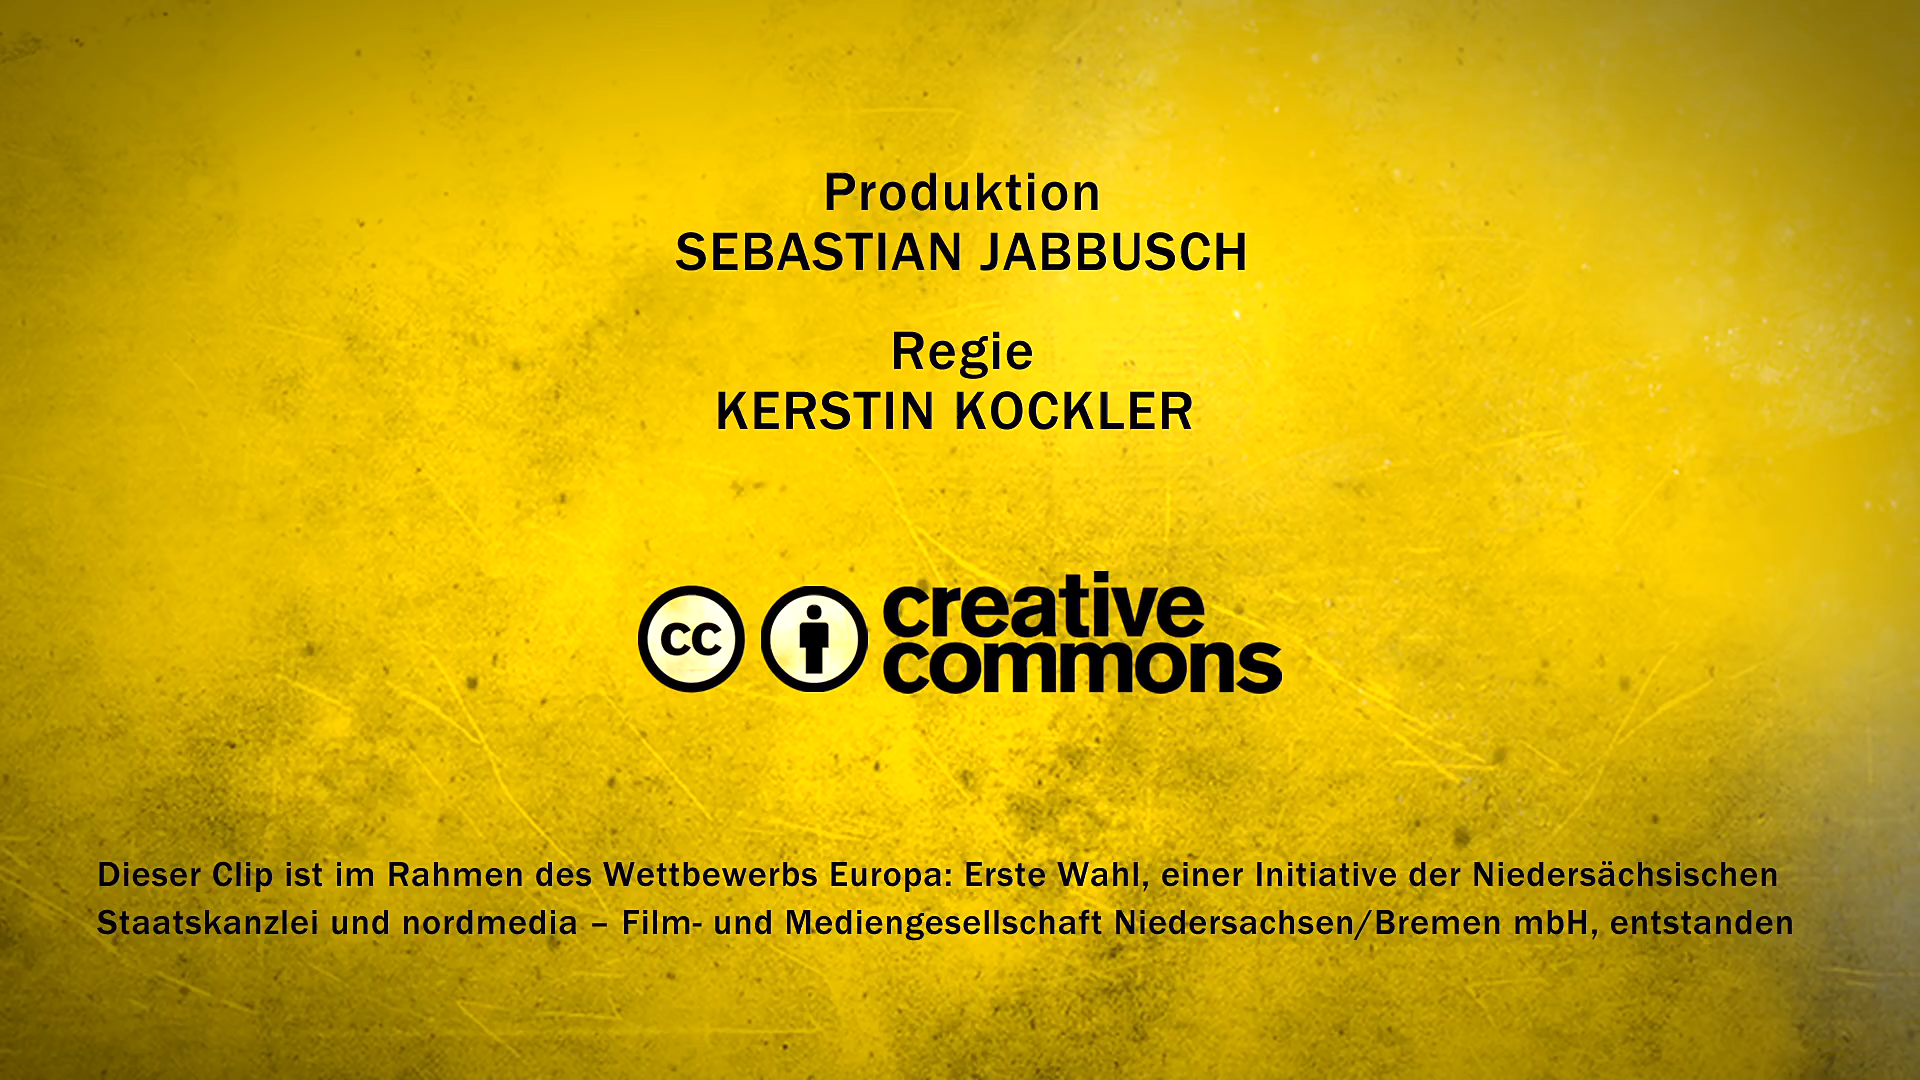 Produktion
SEBASTIAN JABBUSCH
Regie
KERSTIN KOCKLER
cc
creative
commons
Dieser Clip ist im Rahmen des Wettbewerbs Europa: Erste Wahl, einer Initiative der Niedersächsischen
Staatskanzlei und nordmedia – Film- und Mediengesellschaft Niedersachsen/Bremen mbH, entstanden